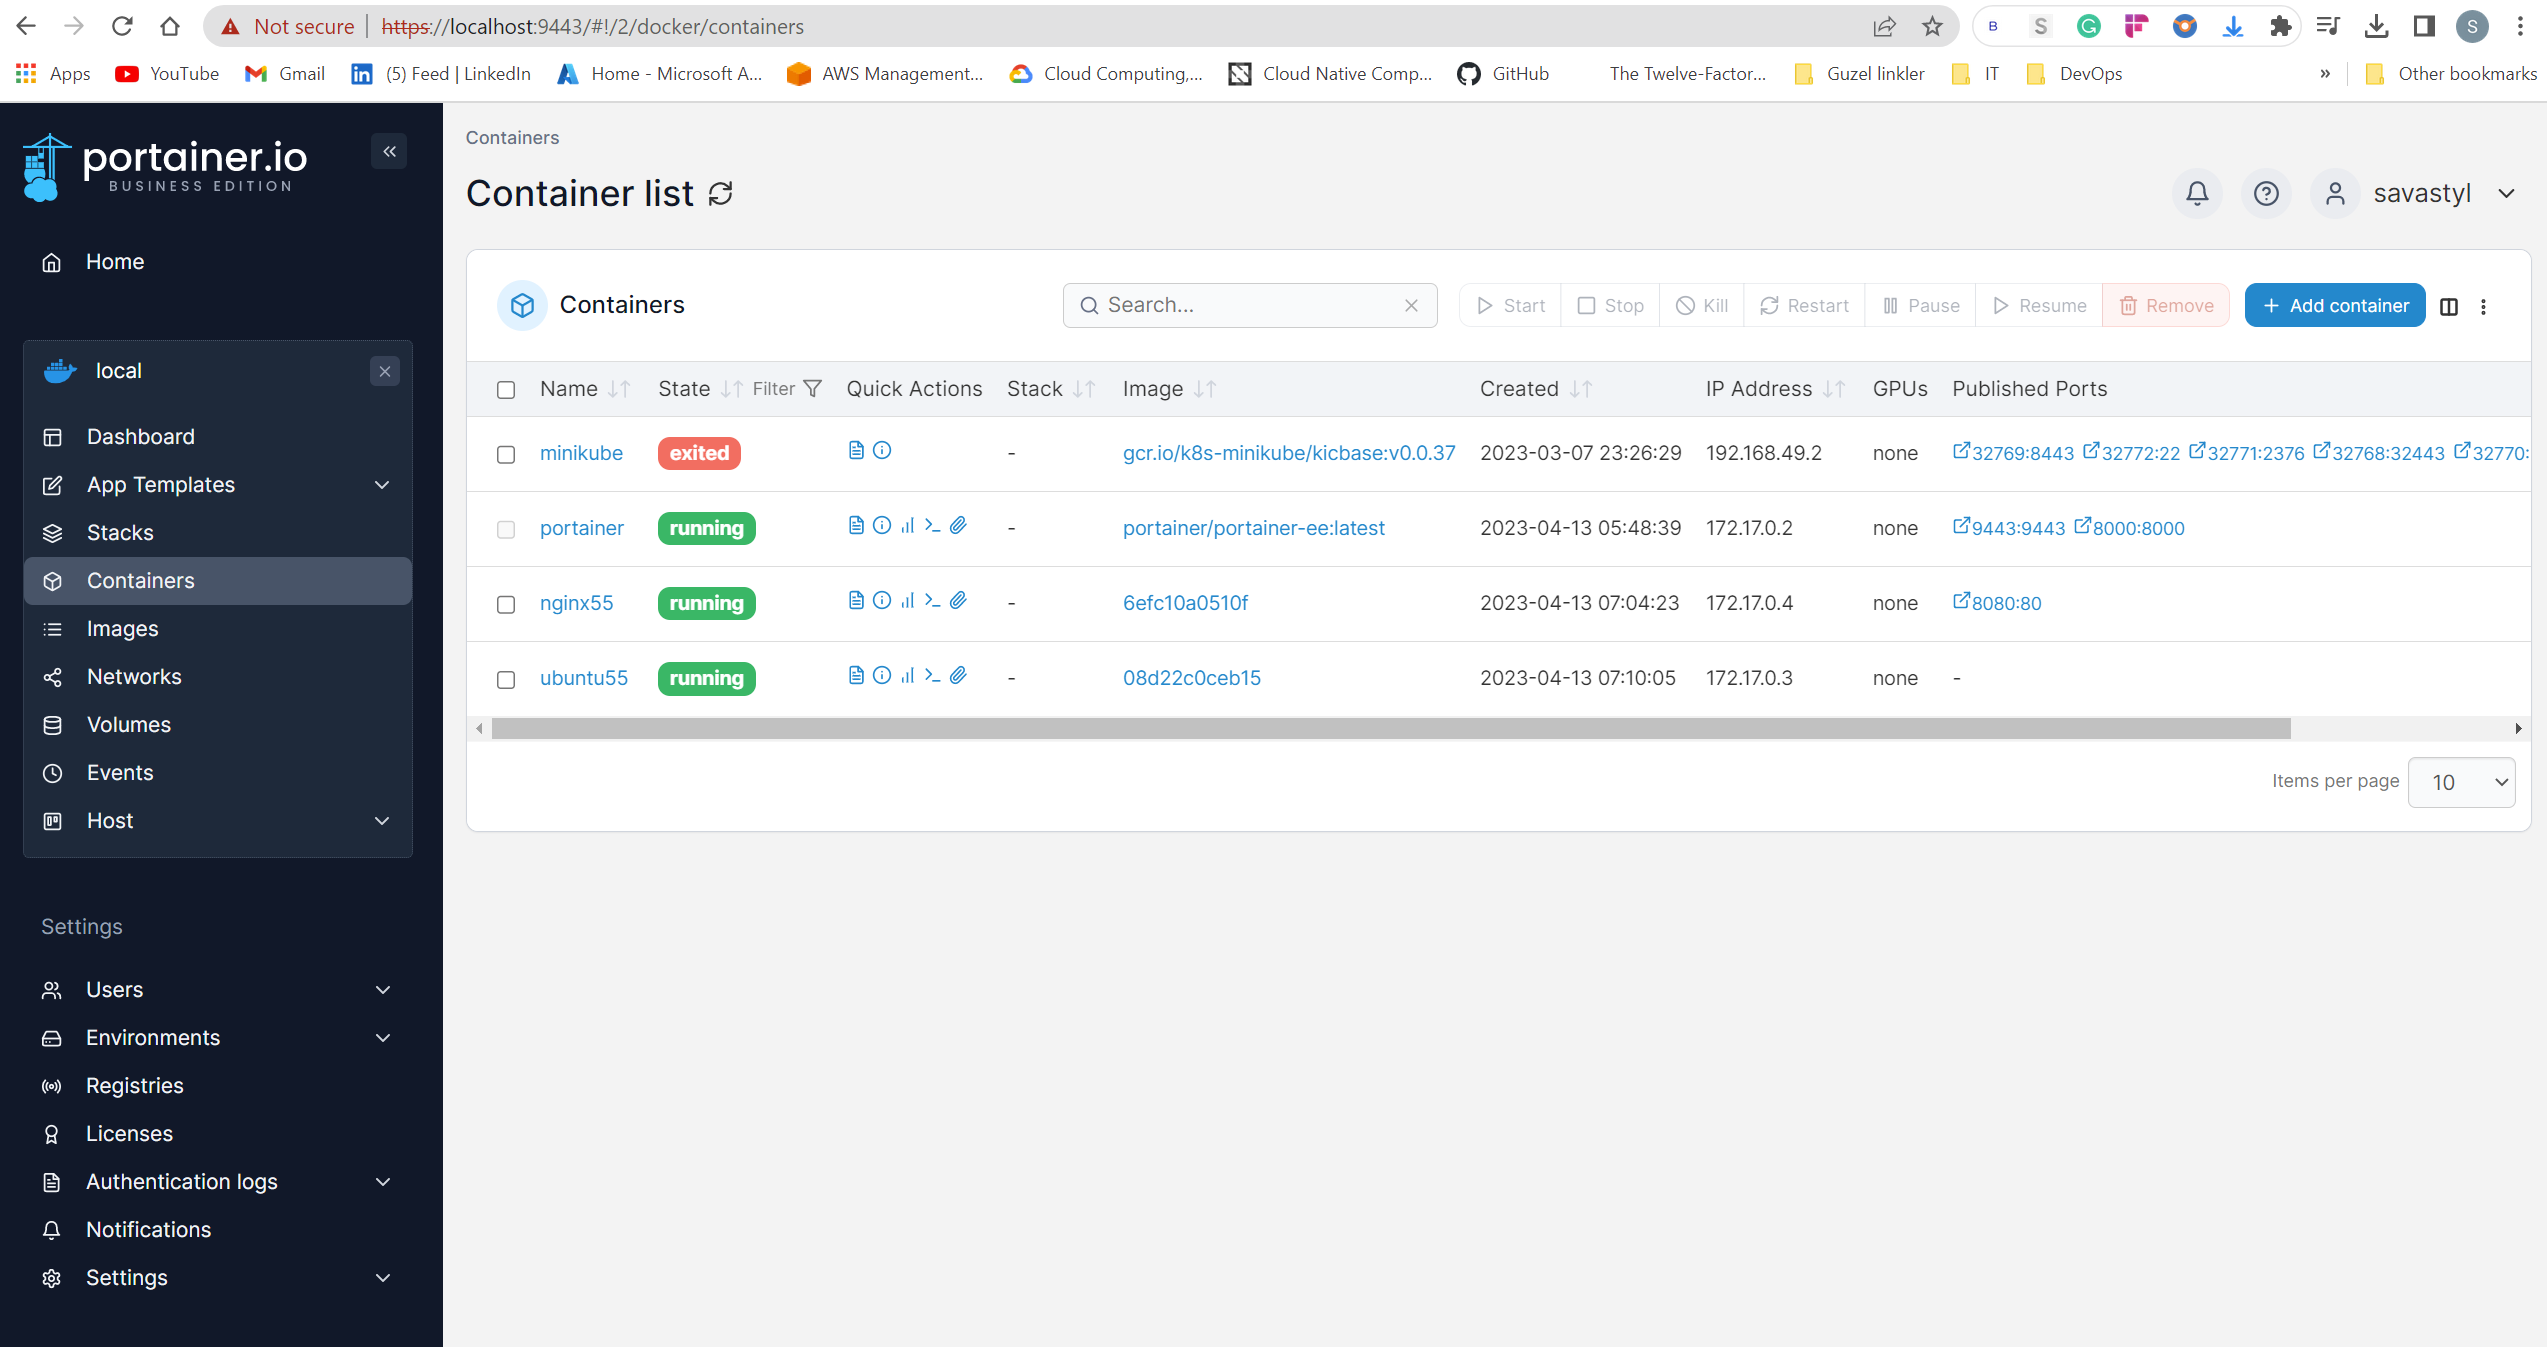 Not secure | https://localhost:9443/#!/2/docker/containers
B S G S
Apps YouTube Gmail (5) Feed | LinkedIn Home - Microsoft A... AWS Management... Cloud Computing,... Cloud Native Comp... GitHub The Twelve-Factor... Guzel linkler IT DevOps » Other bookmarks
portainer.io
BUSINESS EDITION
Home
local
Dashboard
App Templates
Stacks
Containers
Images
Networks
Volumes
Events
Host
Settings
Users
Environments
Registries
Licenses
Authentication logs
Notifications
Settings
Containers
Container list
savastyl
Containers Search... Start Stop Kill Restart Pause Resume Remove + Add container
Name State Filter Quick Actions Stack Image Created IP Address GPUs Published Ports
minikube exited - gcr.io/k8s-minikube/kicbase:v0.0.37 2023-03-07 23:26:29 192.168.49.2 none 32769:8443 32772:22 32771:2376 32768:32443 32770:
portainer running - portainer/portainer-ee:latest 2023-04-13 05:48:39 172.17.0.2 none 9443:9443 8000:8000
nginx55 running - 6efc10a0510f 2023-04-13 07:04:23 172.17.0.4 none 8080:80
ubuntu55 running - 08d22c0ceb15 2023-04-13 07:10:05 172.17.0.3 none -
Items per page 10